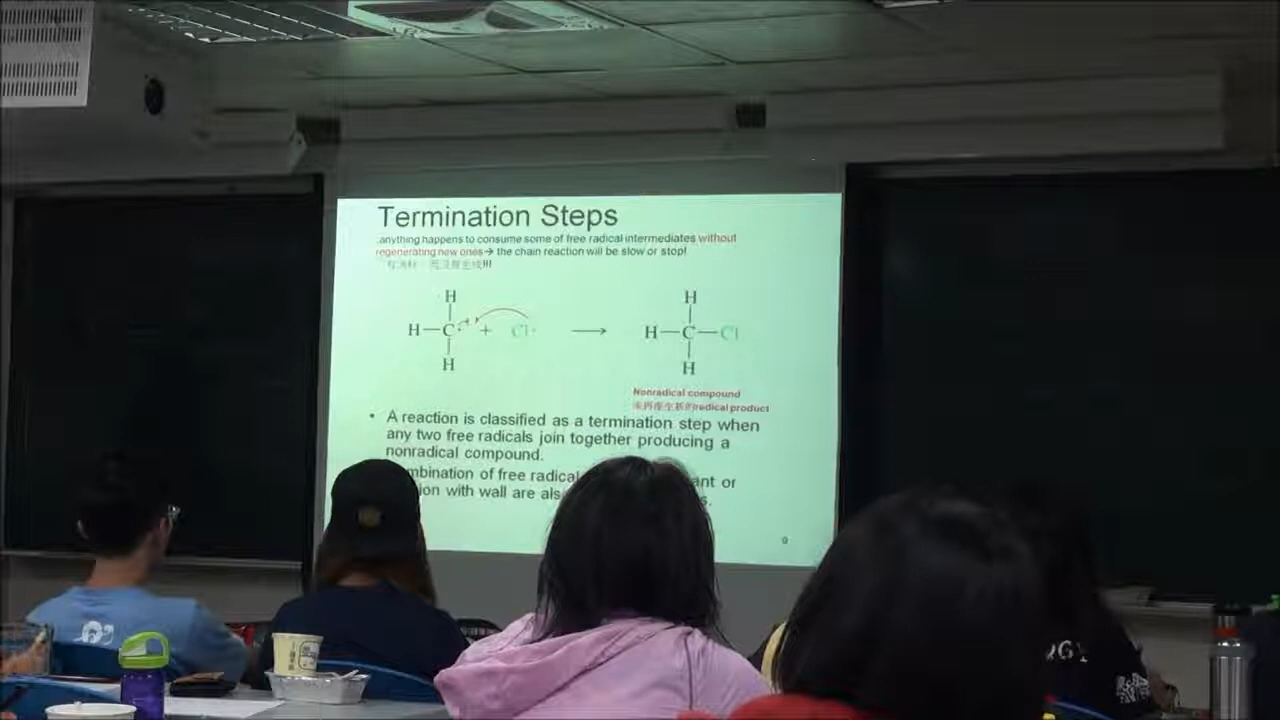 Termination Steps
anything happens to consume some of free radical intermediates without
regenerating new ones→ the chain reaction will be slow or stop!
!!!
H H
H—C· + Cl· ⟶ H—C—Cl
H H
Nonradical compound
radical product
• A reaction is classified as a termination step when
any two free radicals join together producing a
nonradical compound.
mbination of free radical ant or
ion with wall are als s.
9